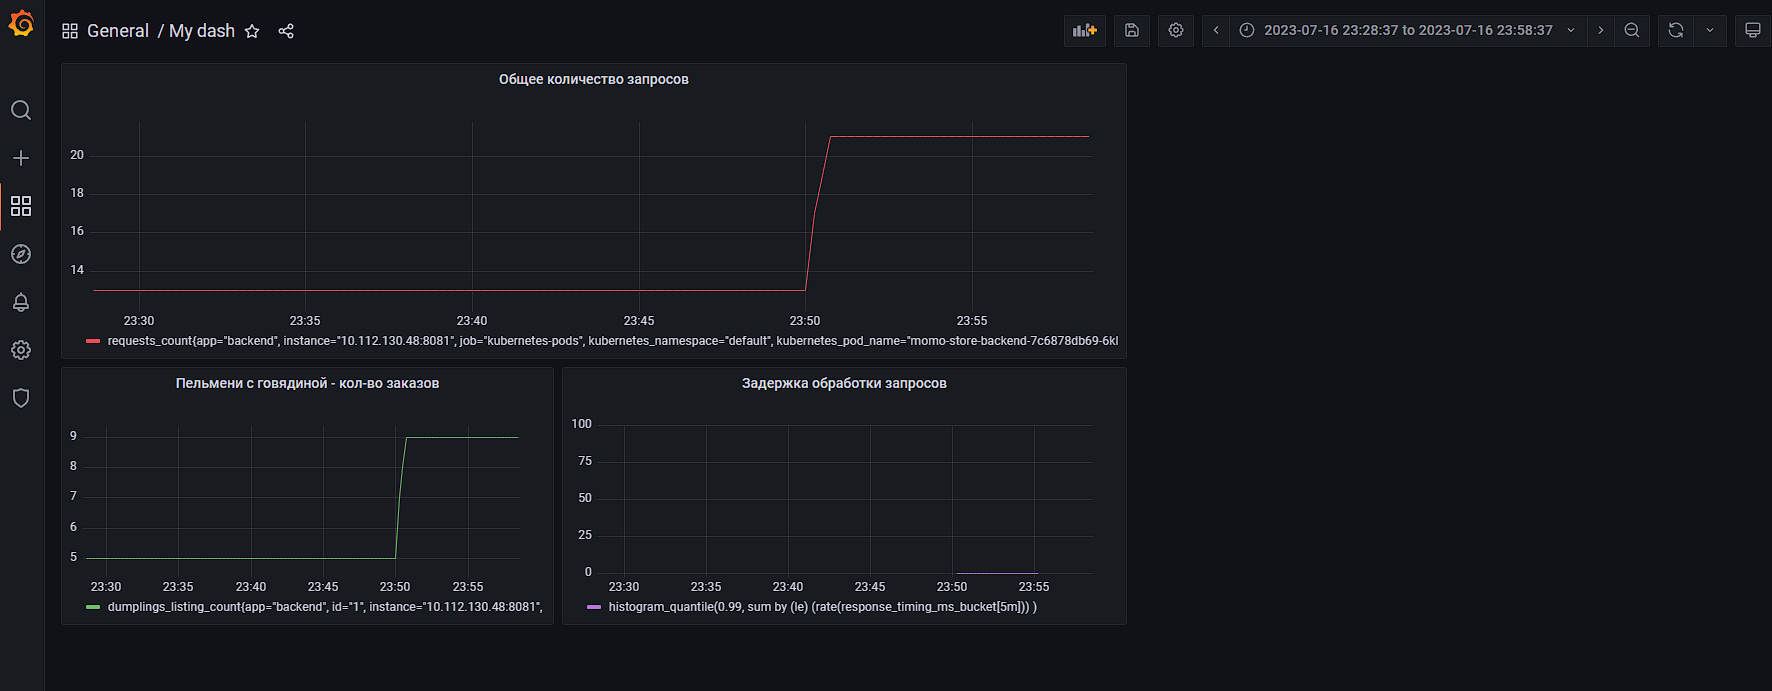 General / My dash
2023-07-16 23:28:37 to 2023-07-16 23:58:37
Общее количество запросов
20
18
16
14
23:30 23:35 23:40 23:45 23:50 23:55
requests_count{app="backend", instance="10.112.130.48:8081", job="kubernetes-pods", kubernetes_namespace="default", kubernetes_pod_name="momo-store-backend-7c6878db69-6kl
Пельмени с говядиной - кол-во заказов
9
8
7
6
5
23:30 23:35 23:40 23:45 23:50 23:55
dumplings_listing_count{app="backend", id="1", instance="10.112.130.48:8081",
Задержка обработки запросов
100
75
50
25
0
23:30 23:35 23:40 23:45 23:50 23:55
histogram_quantile(0.99, sum by (le) (rate(response_timing_ms_bucket[5m])) )